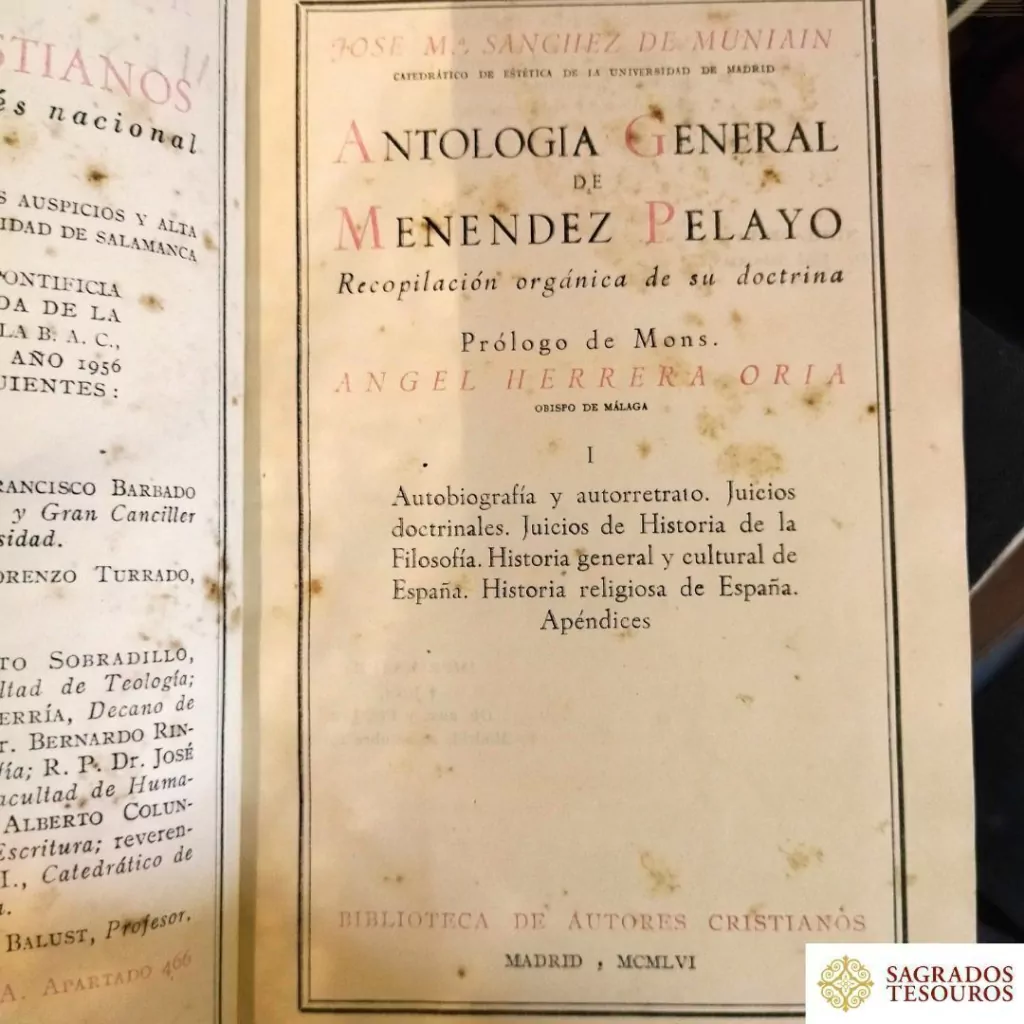 STIANOS
és nacional
S AUSPICIOS Y ALTA
IDAD DE SALAMANCA
PONTIFICIA
DA DE LA
LA B. A. C.,
AÑO 1956
UIENTES :
RANCISCO BARBADO
y Gran Canciller
sidad.
ORENZO TURRADO,
TO SOBRADILLO,
ltad de Teología;
ERRÍA, Decano de
r. BERNARDO RIN-
fía; R. P. Dr. JOSÉ
acultad de Huma-
ALBERTO COLUN-
Escritura; reveren-
I., Catedrático de
a.
BALUST, Profesor.
A. APARTADO 466
JOSE Mª. SANCHEZ DE MUNIAIN
CATEDRÁTICO DE ESTÉTICA DE LA UNIVERSIDAD DE MADRID
ANTOLOGIA GENERAL
DE
MENENDEZ PELAYO
Recopilación orgánica de su doctrina
Prólogo de Mons.
ANGEL HERRERA ORIA
OBISPO DE MÁLAGA
I
Autobiografía y autorretrato. Juicios
doctrinales. Juicios de Historia de la
Filosofía. Historia general y cultural de
España. Historia religiosa de España.
Apéndices
BIBLIOTECA DE AUTORES CRISTIANOS
MADRID , MCMLVI
SAGRADOS
TESOUROS